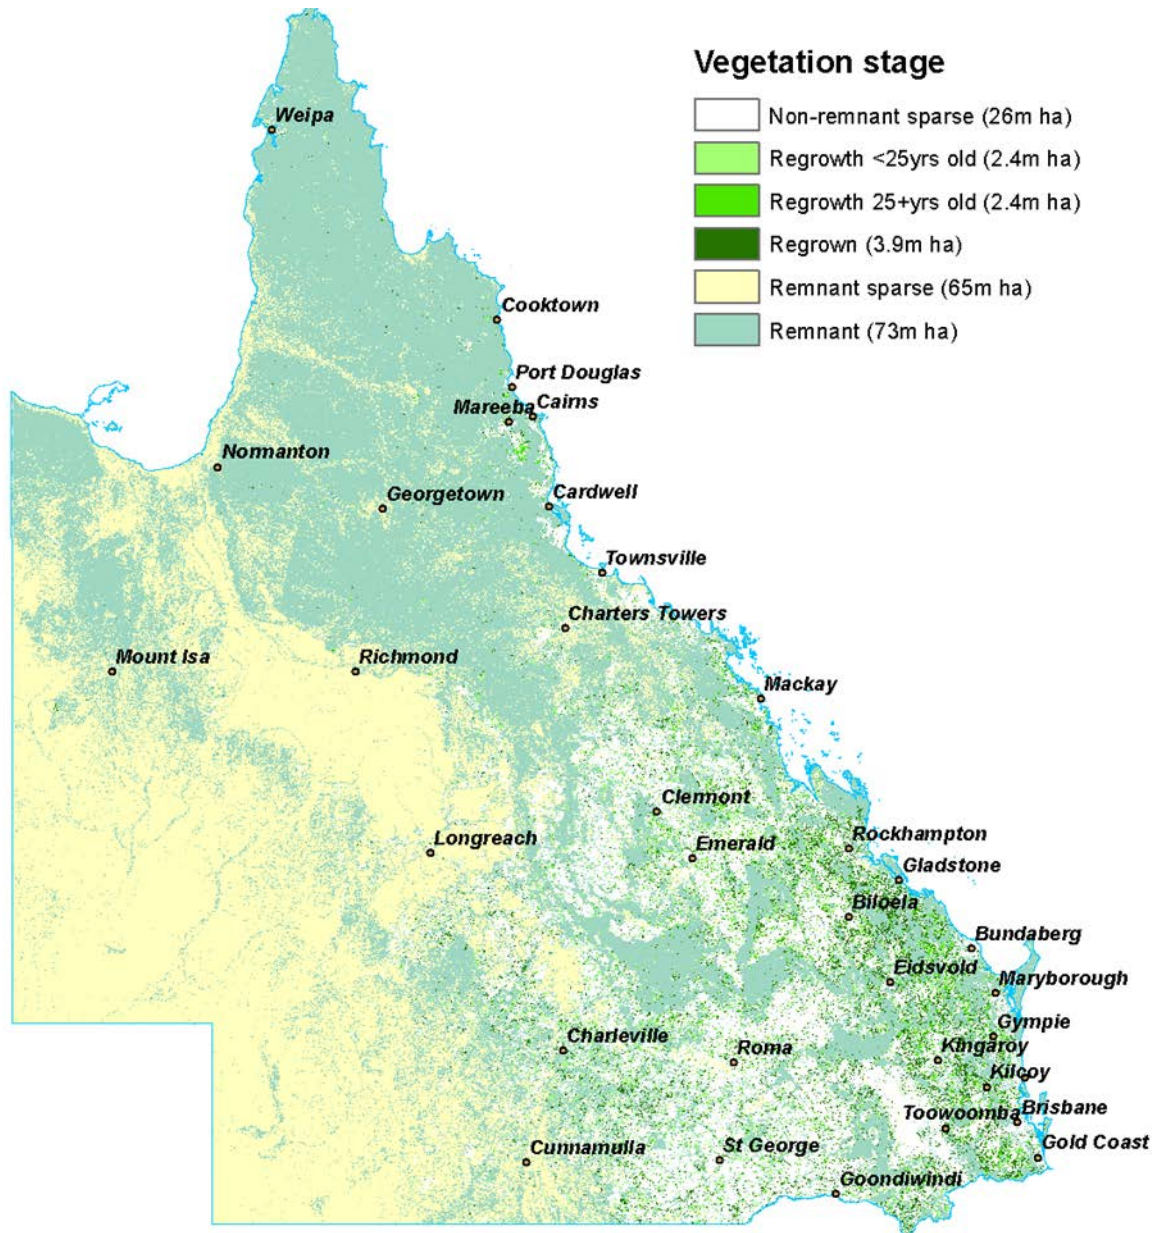 Vegetation stage
Non-remnant sparse (26m ha)
Regrowth <25yrs old (2.4m ha)
Regrowth 25+yrs old (2.4m ha)
Regrown (3.9m ha)
Remnant sparse (65m ha)
Remnant (73m ha)
Weipa
Cooktown
Port Douglas
Mareeba
Cairns
Normanton
Georgetown
Cardwell
Townsville
Charters Towers
Mount Isa
Richmond
Mackay
Clermont
Longreach
Emerald
Rockhampton
Gladstone
Biloela
Bundaberg
Eidsvold
Maryborough
Gympie
Charleville
Roma
Kingaroy
Kilcoy
Toowoomba
Brisbane
Cunnamulla
St George
Gold Coast
Goondiwindi